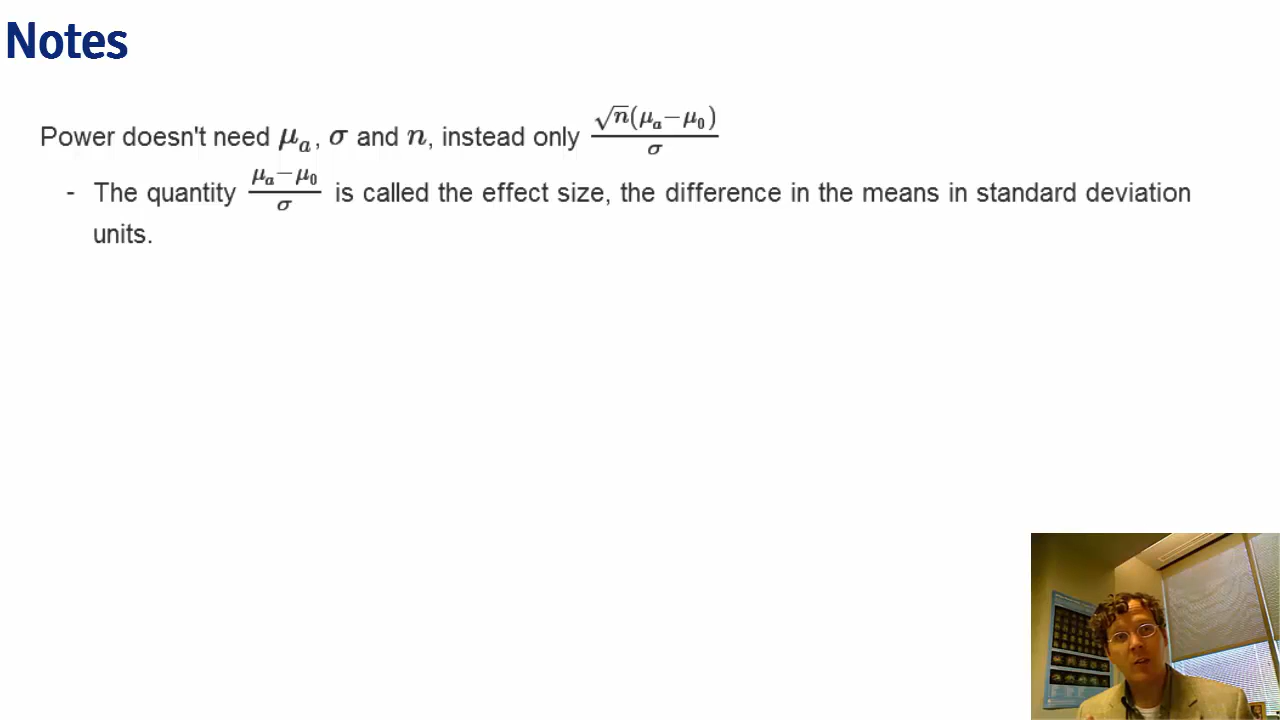 Notes
Power doesn't need μₐ, σ and n, instead only √n(μₐ−μ₀)/σ
- The quantity (μₐ−μ₀)/σ is called the effect size, the difference in the means in standard deviation
units.